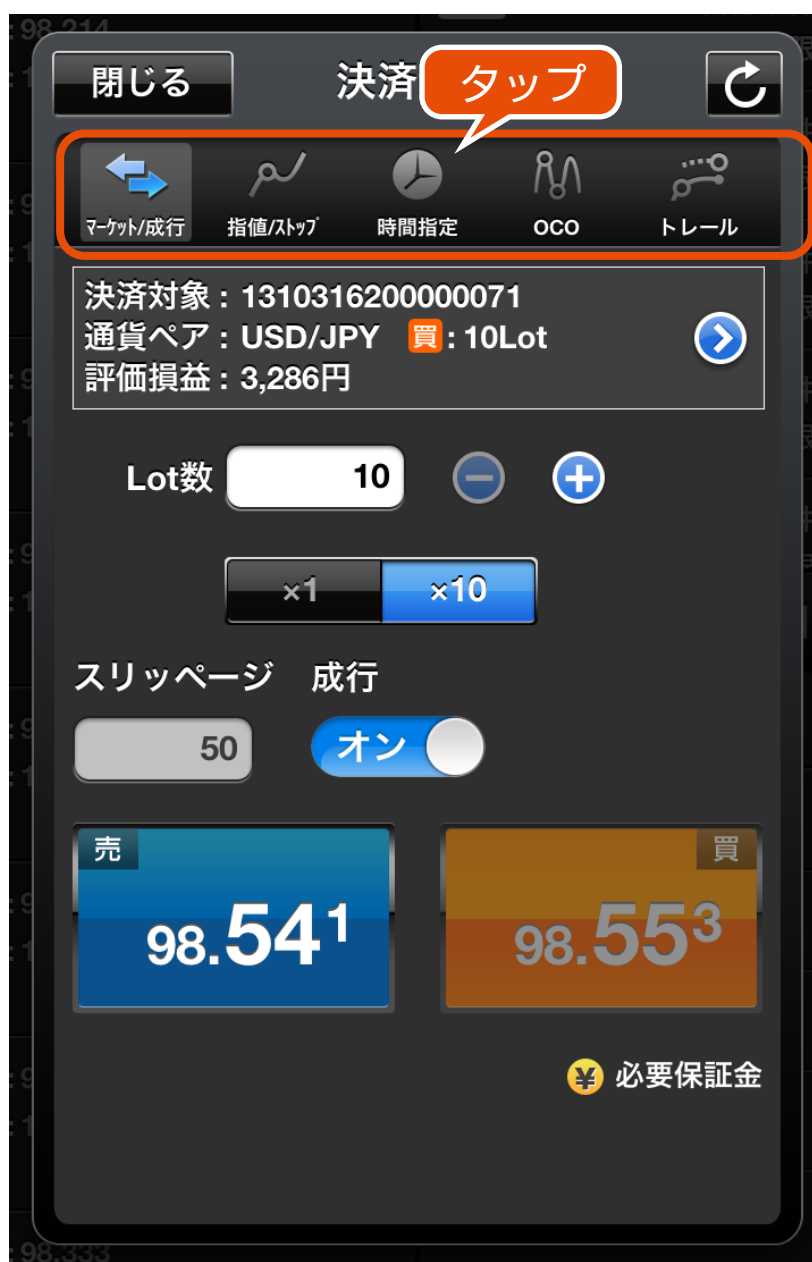 98.214
閉じる
決済
タップ
マーケット/成行
指値/ストップ
時間指定
OCO
トレール
決済対象：1310316200000071
通貨ペア：USD/JPY 買：10Lot
評価損益：3,286円
Lot数 10
×1 ×10
スリッページ 成行
50 オン
売 買
98.541 98.553
¥ 必要保証金
98.333